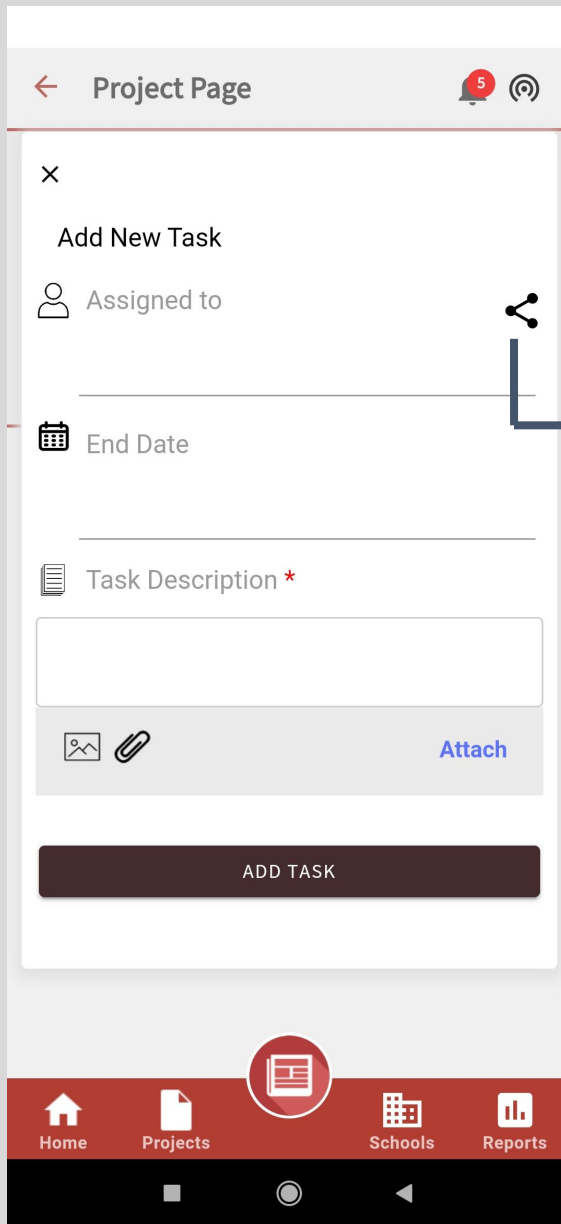 Project Page
5
Add New Task
Assigned to
End Date
Task Description *
Attach
ADD TASK
Home
Projects
Schools
Reports